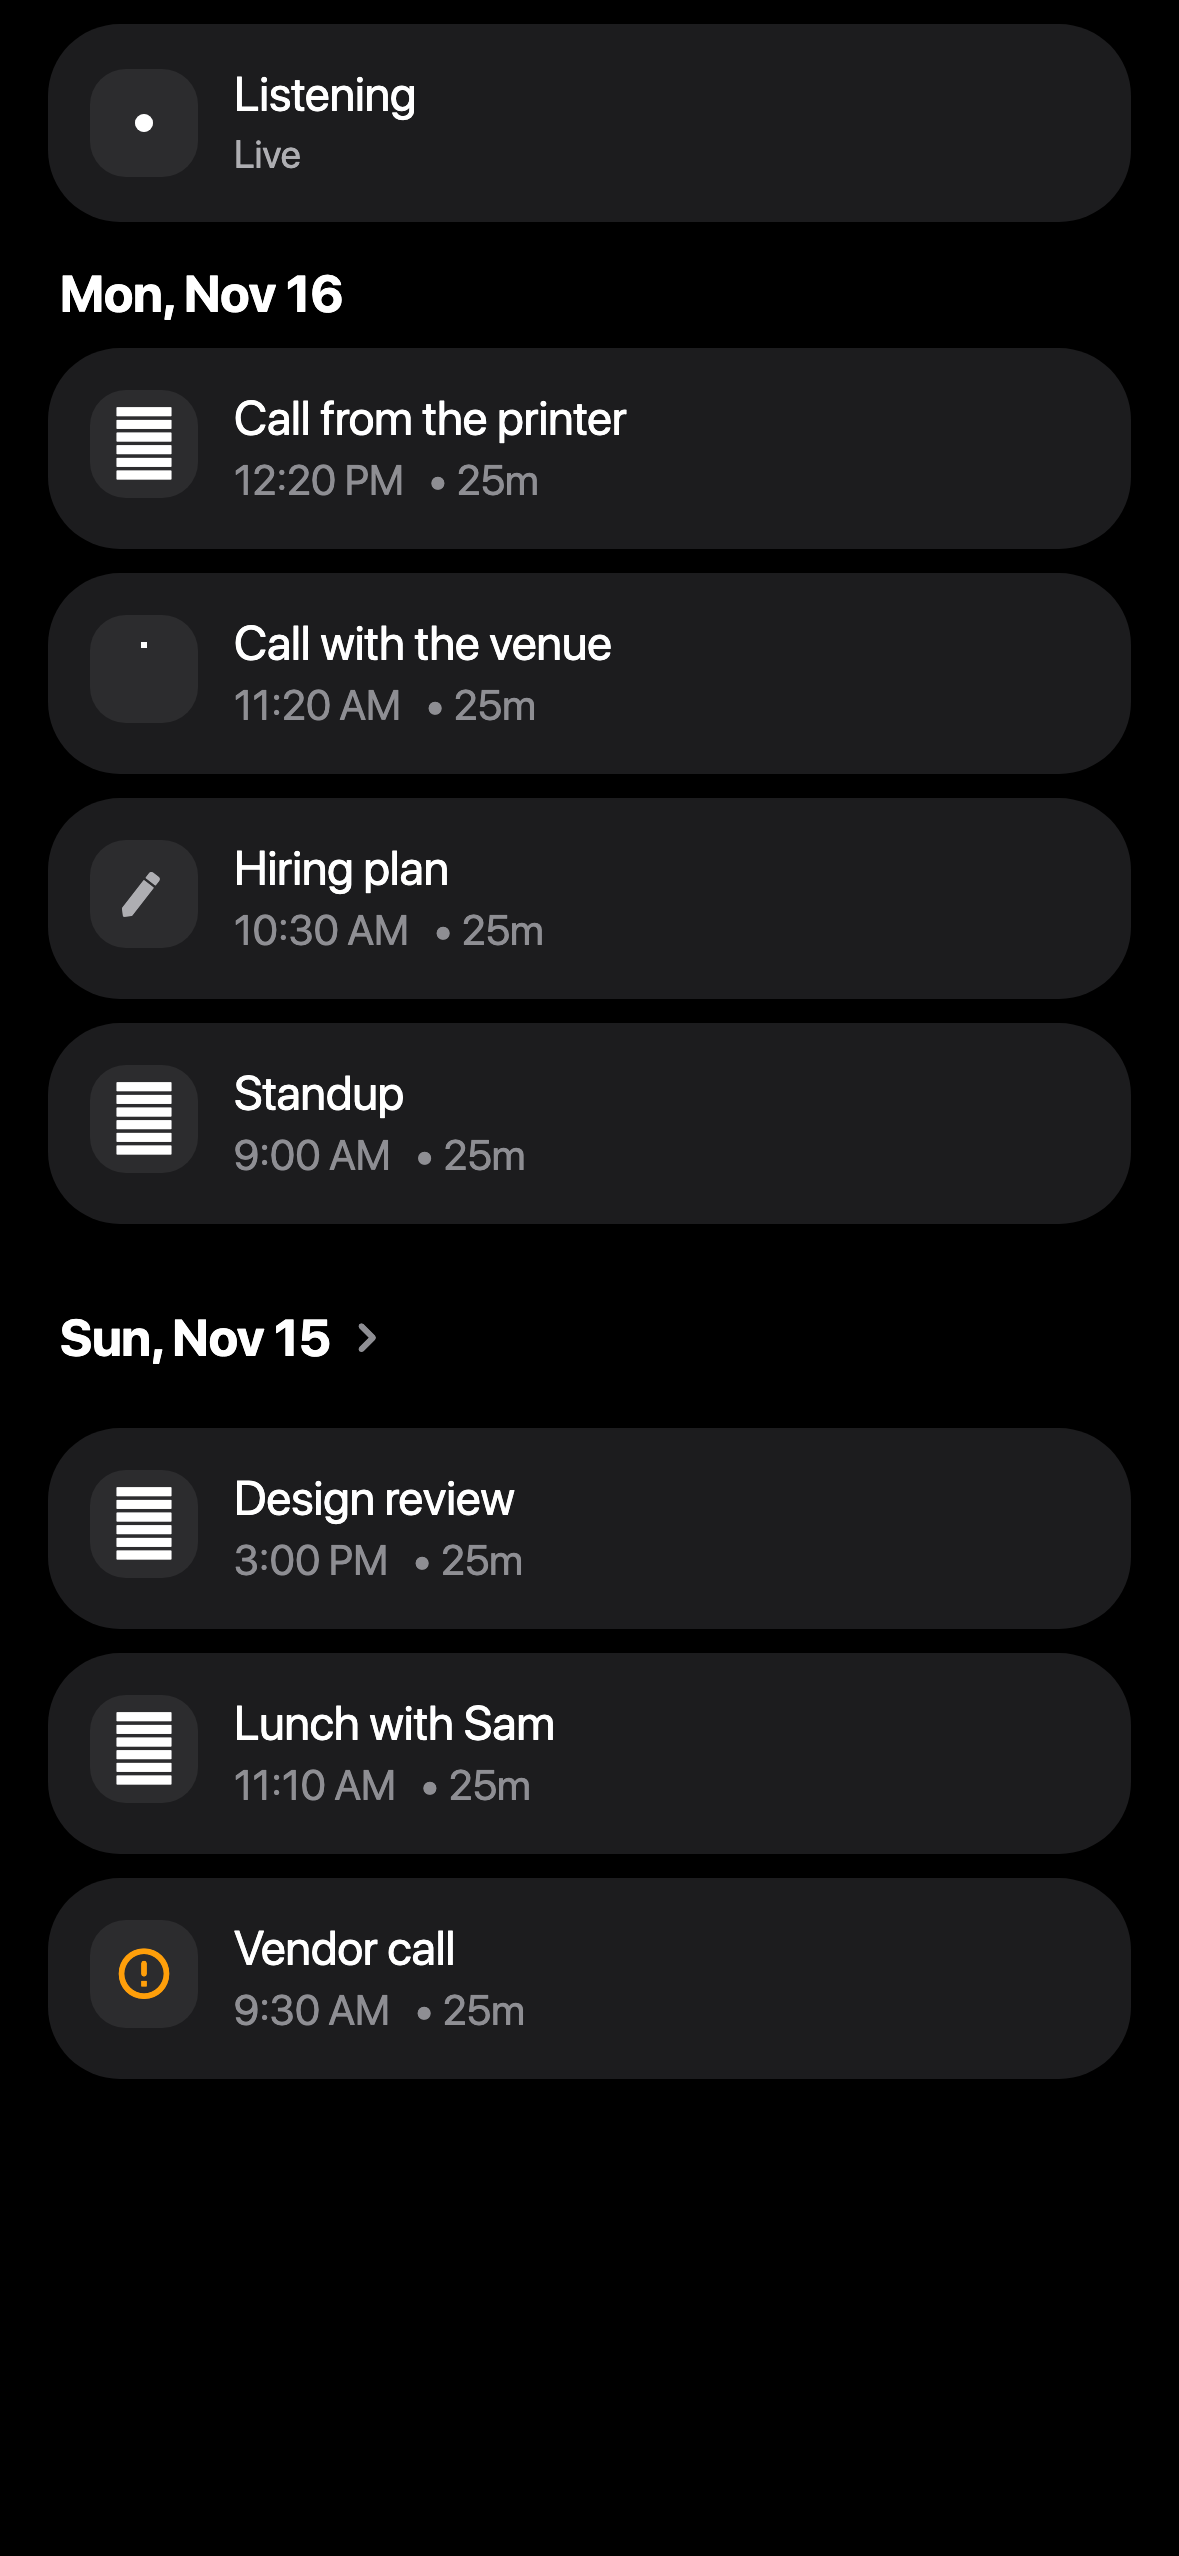 Listening
Live
Mon, Nov 16
Call from the printer
12:20 PM • 25m
Call with the venue
11:20 AM • 25m
Hiring plan
10:30 AM • 25m
Standup
9:00 AM • 25m
Sun, Nov 15
Design review
3:00 PM • 25m
Lunch with Sam
11:10 AM • 25m
Vendor call
9:30 AM • 25m